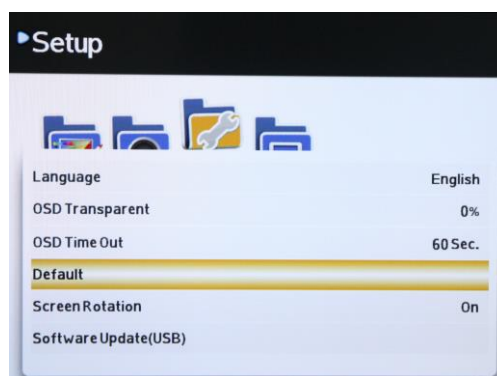 Setup
Language English
OSD Transparent 0%
OSD Time Out 60 Sec.
Default
Screen Rotation On
Software Update(USB)